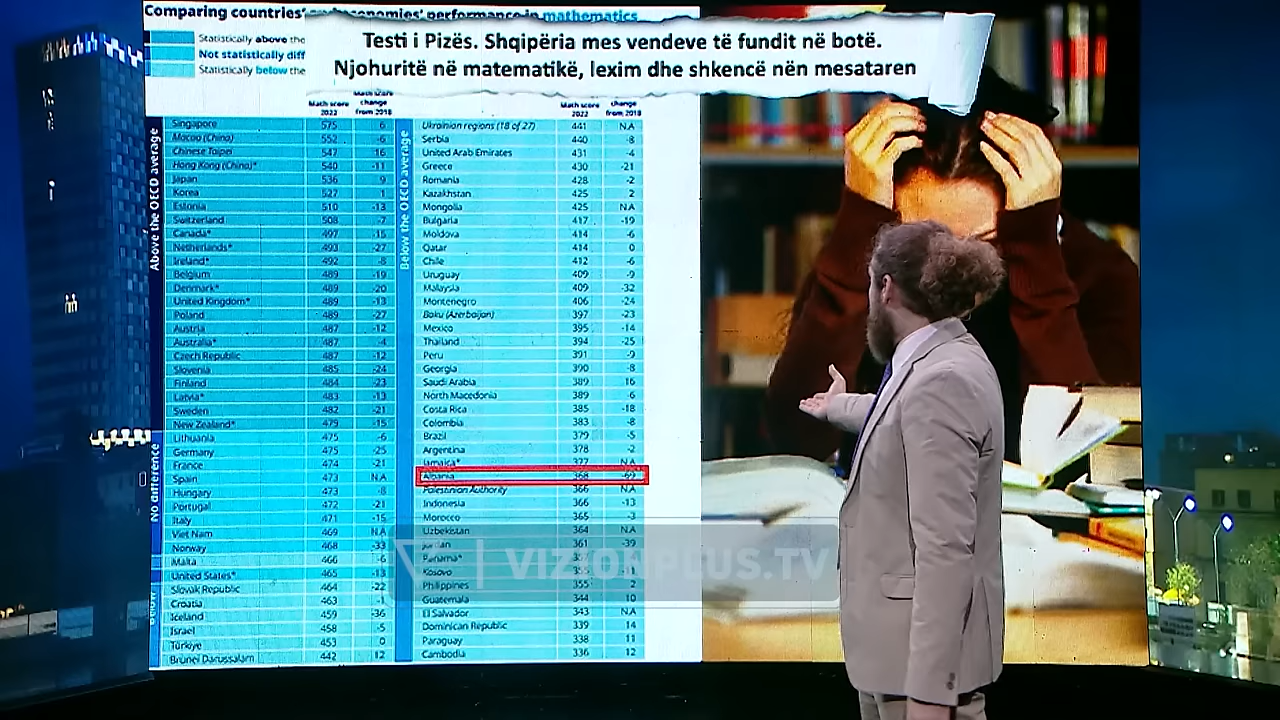 Comparing countries' and economies' performance in mathematics
Testi i Pizës. Shqipëria mes vendeve të fundit në botë.
Njohuritë në matematikë, lexim dhe shkencë nën mesataren
Statistically above the
Not statistically diff
Statistically below the
Math score 2022 Math score change from 2018
Above the OECD average
Singapore 575 6
Macao (China) 552 -6
Chinese Taipei 547 16
Hong Kong (China)* 540 -11
Japan 536 9
Korea 527 1
Estonia 510 -13
Switzerland 508 -7
Canada* 497 -15
Netherlands* 493 -27
Ireland* 492 -8
Belgium 489 -19
Denmark* 489 -20
United Kingdom* 489 -13
Poland 489 -27
Austria 487 -12
Australia* 487 -4
Czech Republic 487 -12
Slovenia 485 -24
Finland 484 -23
Latvia* 483 -13
Sweden 482 -21
New Zealand* 479 -15
No difference
Lithuania 475 -6
Germany 475 -25
France 474 -21
Spain 473 N.A
Hungary 473 -8
Portugal 472 -21
Italy 471 -15
Viet Nam 469 N.A
Norway 468 -33
Malta 466 -6
Below
United States* 465 -13
Slovak Republic 464 -22
Croatia 463 -1
Iceland 459 -36
Israel 458 -5
Türkiye 453 0
Brunei Darussalam 442 12
Math score 2022 change from 2018
Below the OECD average
Ukrainian regions (18 of 27) 441 N.A
Serbia 440 -8
United Arab Emirates 431 -4
Greece 430 -21
Romania 428 -2
Kazakhstan 425 2
Mongolia 425 N.A
Bulgaria 417 -19
Moldova 414 -6
Qatar 414 0
Chile 412 -6
Uruguay 409 -9
Malaysia 409 -32
Montenegro 406 -24
Baku (Azerbaijan) 397 -23
Mexico 395 -14
Thailand 394 -25
Peru 391 -9
Georgia 390 -8
Saudi Arabia 389 16
North Macedonia 389 -6
Costa Rica 385 -18
Colombia 383 -8
Brazil 379 -5
Argentina 378 -2
Jamaica* 377 N.A
Albania 368 -69
Palestinian Authority 366 N.A
Indonesia 366 -13
Morocco 365 -3
Uzbekistan 364 N.A
Jordan 361 -39
Panama*
Kosovo 355
Philippines 355 2
Guatemala 344 10
El Salvador 343 N.A
Dominican Republic 339 14
Paraguay 338 11
Cambodia 336 12
VIZIONPLUS.TV